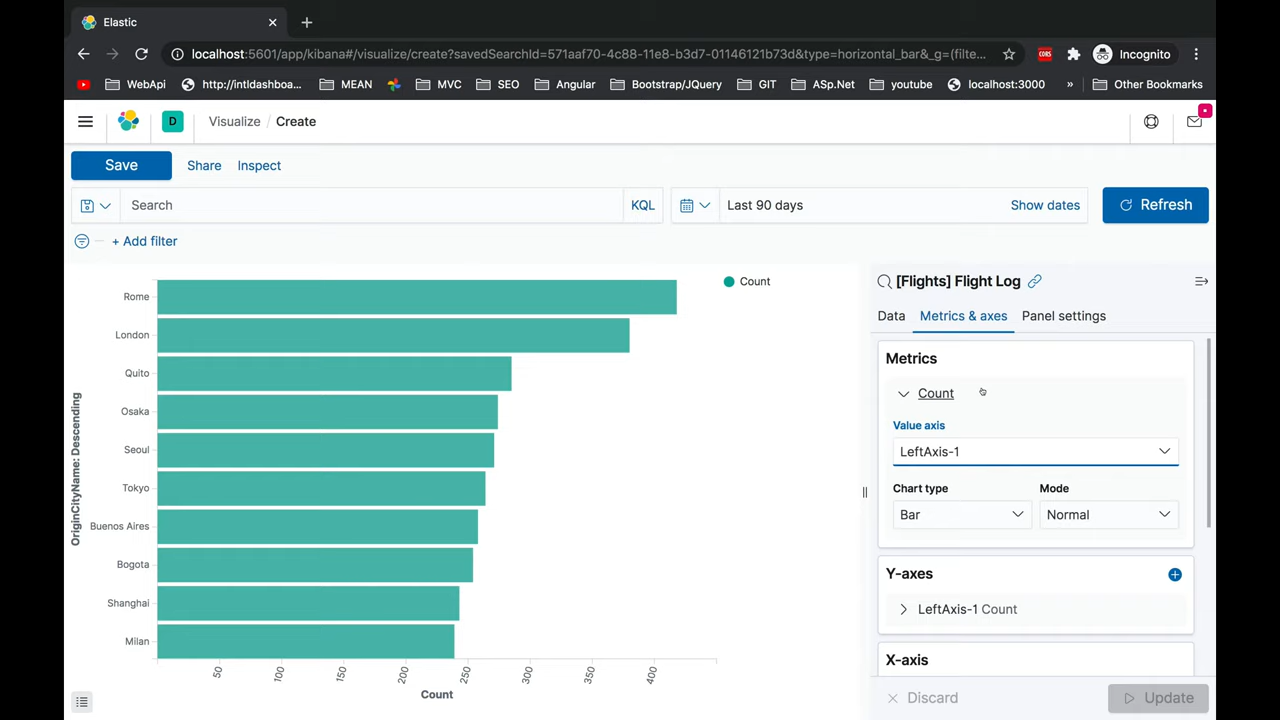 Elastic
localhost:5601/app/kibana#/visualize/create?savedSearchId=571aaf70-4c88-11e8-b3d7-01146121b73d&type=horizontal_bar&_g=(filte...
CORS
Incognito
WebApi
http://intldashboa...
MEAN
MVC
SEO
Angular
Bootstrap/JQuery
GIT
ASp.Net
youtube
localhost:3000
»
Other Bookmarks
D
Visualize / Create
Save
Share
Inspect
Search
KQL
Last 90 days
Show dates
Refresh
+ Add filter
OriginCityName: Descending
Rome
London
Quito
Osaka
Seoul
Tokyo
Buenos Aires
Bogota
Shanghai
Milan
50
100
150
200
250
300
350
400
Count
Count
[Flights] Flight Log
Data
Metrics & axes
Panel settings
Metrics
Count
Value axis
LeftAxis-1
Chart type
Mode
Bar
Normal
Y-axes
LeftAxis-1 Count
X-axis
Discard
Update